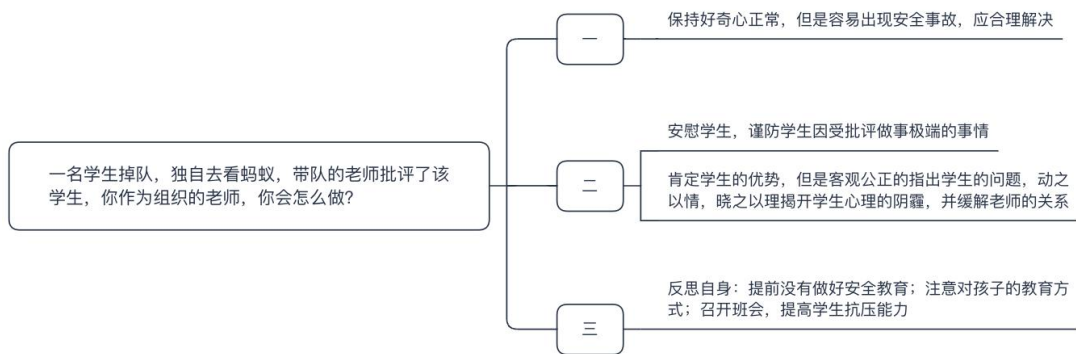 一名学生掉队，独自去看蚂蚁，带队的老师批评了该
学生，你作为组织的老师，你会怎么做？
一
保持好奇心正常，但是容易出现安全事故，应合理解决
二
安慰学生，谨防学生因受批评做事极端的事情
肯定学生的优势，但是客观公正的指出学生的问题，动之
以情，晓之以理揭开学生心理的阴霾，并缓解老师的关系
三
反思自身：提前没有做好安全教育；注意对孩子的教育方
式；召开班会，提高学生抗压能力